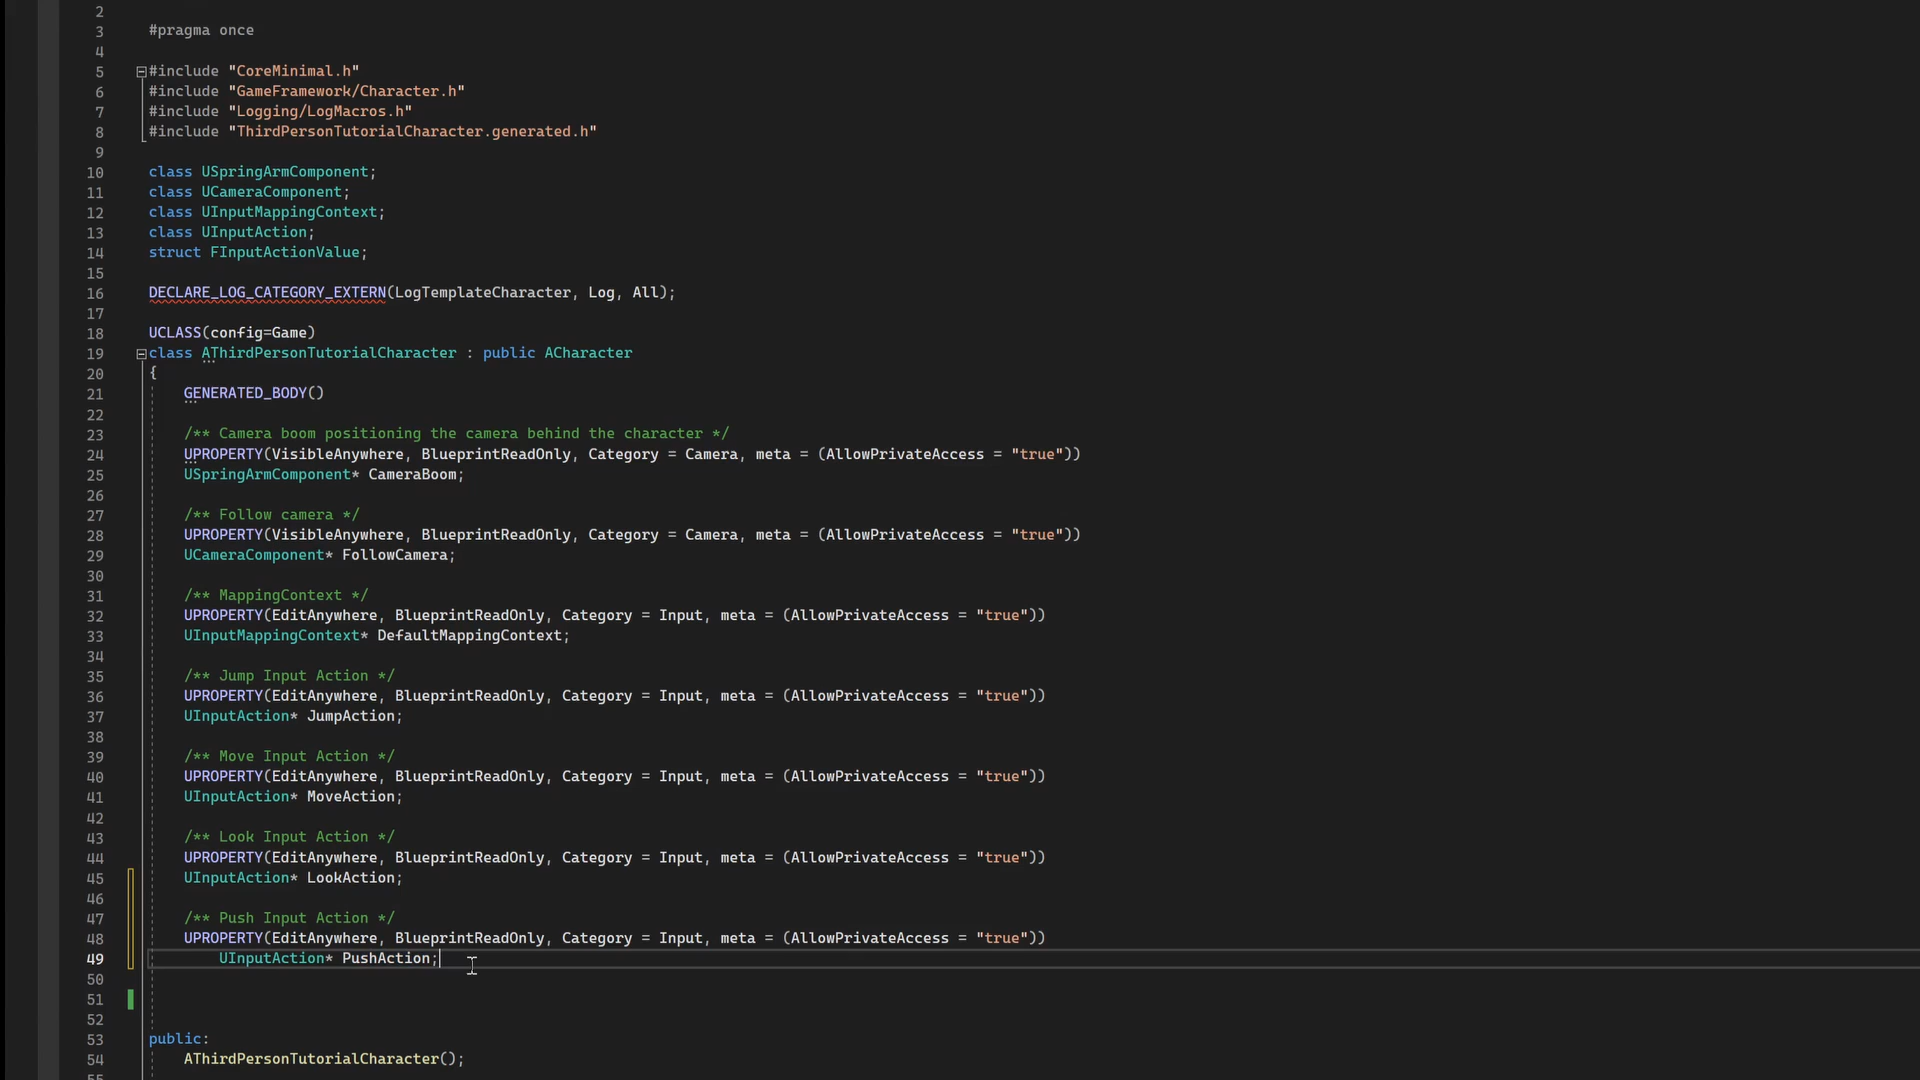 2
3 #pragma once
4
5 #include "CoreMinimal.h"
6 #include "GameFramework/Character.h"
7 #include "Logging/LogMacros.h"
8 #include "ThirdPersonTutorialCharacter.generated.h"
9
10 class USpringArmComponent;
11 class UCameraComponent;
12 class UInputMappingContext;
13 class UInputAction;
14 struct FInputActionValue;
15
16 DECLARE_LOG_CATEGORY_EXTERN(LogTemplateCharacter, Log, All);
17
18 UCLASS(config=Game)
19 class AThirdPersonTutorialCharacter : public ACharacter
20 {
21 GENERATED_BODY()
22
23 /** Camera boom positioning the camera behind the character */
24 UPROPERTY(VisibleAnywhere, BlueprintReadOnly, Category = Camera, meta = (AllowPrivateAccess = "true"))
25 USpringArmComponent* CameraBoom;
26
27 /** Follow camera */
28 UPROPERTY(VisibleAnywhere, BlueprintReadOnly, Category = Camera, meta = (AllowPrivateAccess = "true"))
29 UCameraComponent* FollowCamera;
30
31 /** MappingContext */
32 UPROPERTY(EditAnywhere, BlueprintReadOnly, Category = Input, meta = (AllowPrivateAccess = "true"))
33 UInputMappingContext* DefaultMappingContext;
34
35 /** Jump Input Action */
36 UPROPERTY(EditAnywhere, BlueprintReadOnly, Category = Input, meta = (AllowPrivateAccess = "true"))
37 UInputAction* JumpAction;
38
39 /** Move Input Action */
40 UPROPERTY(EditAnywhere, BlueprintReadOnly, Category = Input, meta = (AllowPrivateAccess = "true"))
41 UInputAction* MoveAction;
42
43 /** Look Input Action */
44 UPROPERTY(EditAnywhere, BlueprintReadOnly, Category = Input, meta = (AllowPrivateAccess = "true"))
45 UInputAction* LookAction;
46
47 /** Push Input Action */
48 UPROPERTY(EditAnywhere, BlueprintReadOnly, Category = Input, meta = (AllowPrivateAccess = "true"))
49 UInputAction* PushAction;
50
51
52
53 public:
54 AThirdPersonTutorialCharacter();
55